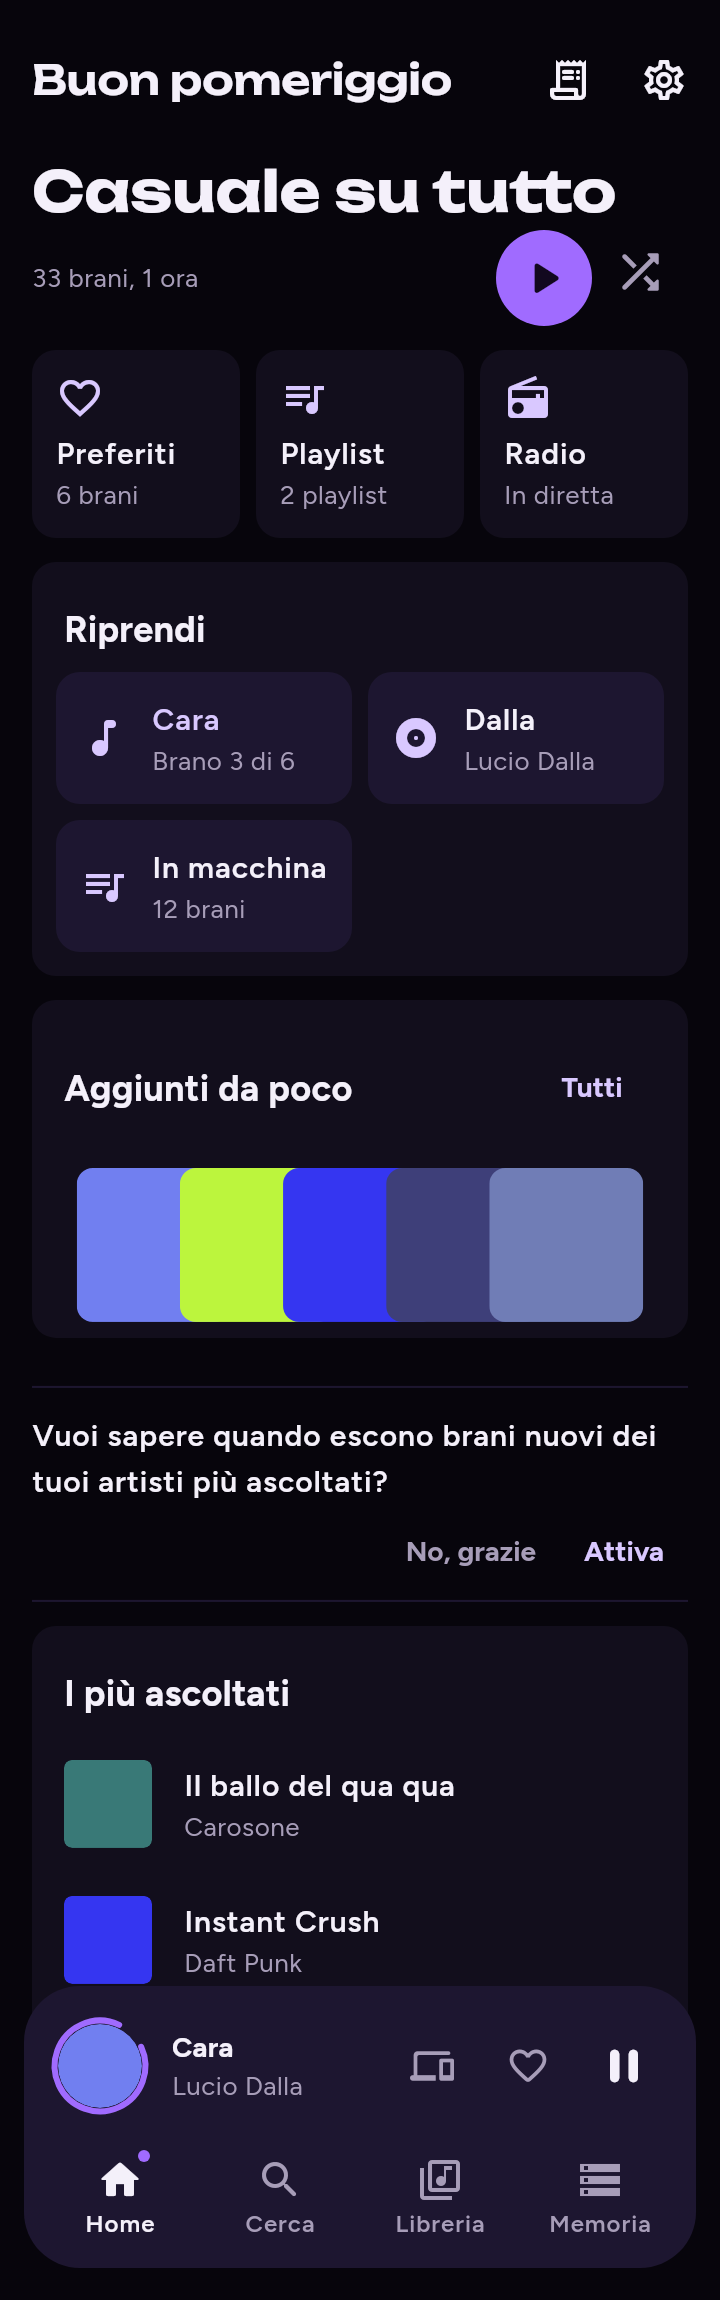 Buon pomeriggio
Casuale su tutto
33 brani, 1 ora
Preferiti
6 brani
Playlist
2 playlist
Radio
In diretta
Riprendi
Cara
Brano 3 di 6
Dalla
Lucio Dalla
In macchina
12 brani
Aggiunti da poco
Tutti
Vuoi sapere quando escono brani nuovi dei
tuoi artisti più ascoltati?
No, grazie
Attiva
I più ascoltati
Il ballo del qua qua
Carosone
Instant Crush
Daft Punk
Cara
Lucio Dalla
Home
Cerca
Libreria
Memoria